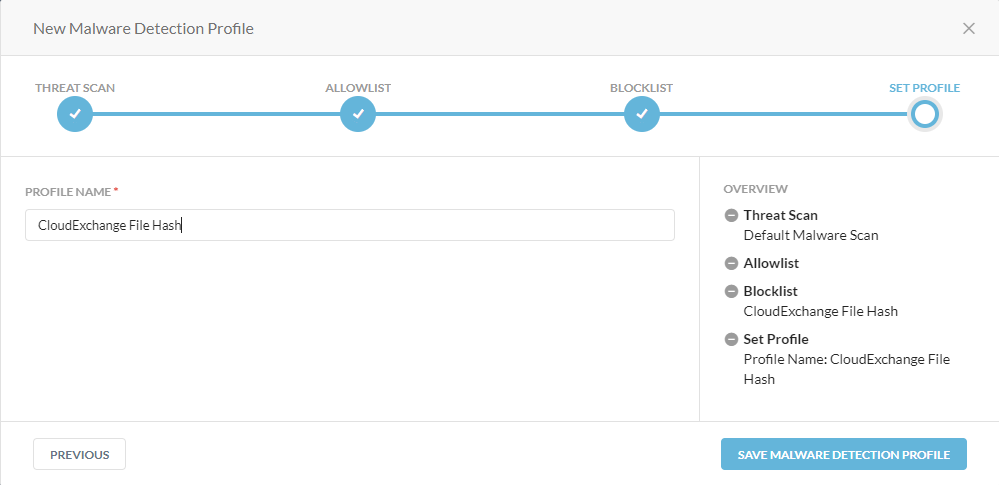 New Malware Detection Profile
THREAT SCAN
ALLOWLIST
BLOCKLIST
SET PROFILE
PROFILE NAME *
CloudExchange File Hash
OVERVIEW
Threat Scan
Default Malware Scan
Allowlist
Blocklist
CloudExchange File Hash
Set Profile
Profile Name: CloudExchange File
Hash
PREVIOUS
SAVE MALWARE DETECTION PROFILE